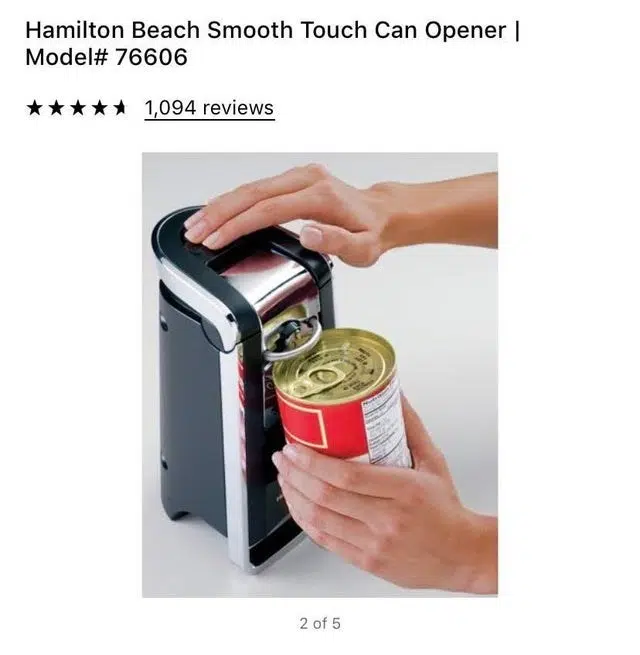 Hamilton Beach Smooth Touch Can Opener |
Model# 76606
1,094 reviews
2 of 5